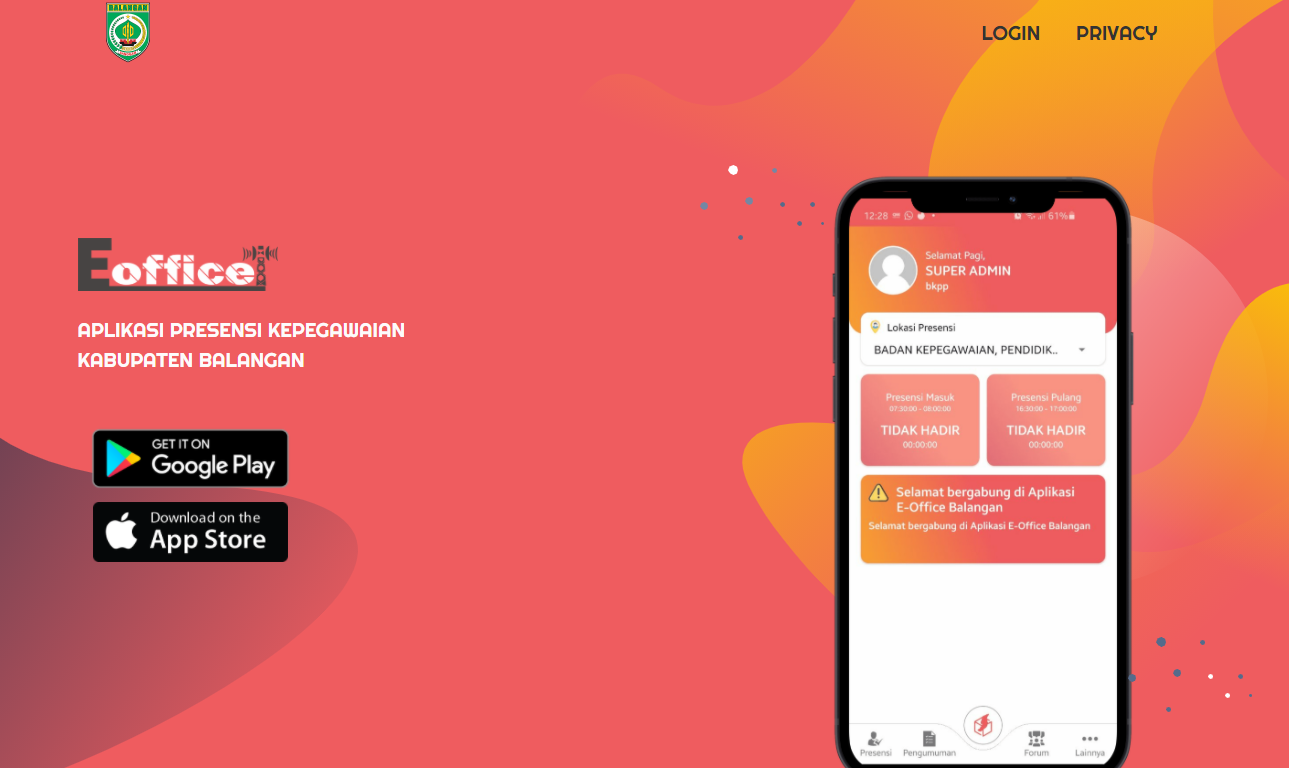 BALANGAN
LOGIN
PRIVACY
Eoffice
APLIKASI PRESENSI KEPEGAWAIAN
KABUPATEN BALANGAN
GET IT ON
Google Play
Download on the
App Store
12:28
61%
Selamat Pagi,
SUPER ADMIN
bkpp
Lokasi Presensi
BADAN KEPEGAWAIAN, PENDIDIK..
Presensi Masuk
07:30:00 - 08:00:00
TIDAK HADIR
00:00:00
Presensi Pulang
16:30:00 - 17:00:00
TIDAK HADIR
00:00:00
Selamat bergabung di Aplikasi
E-Office Balangan
Selamat bergabung di Aplikasi E-Office Balangan
Presensi
Pengumuman
Forum
Lainnya